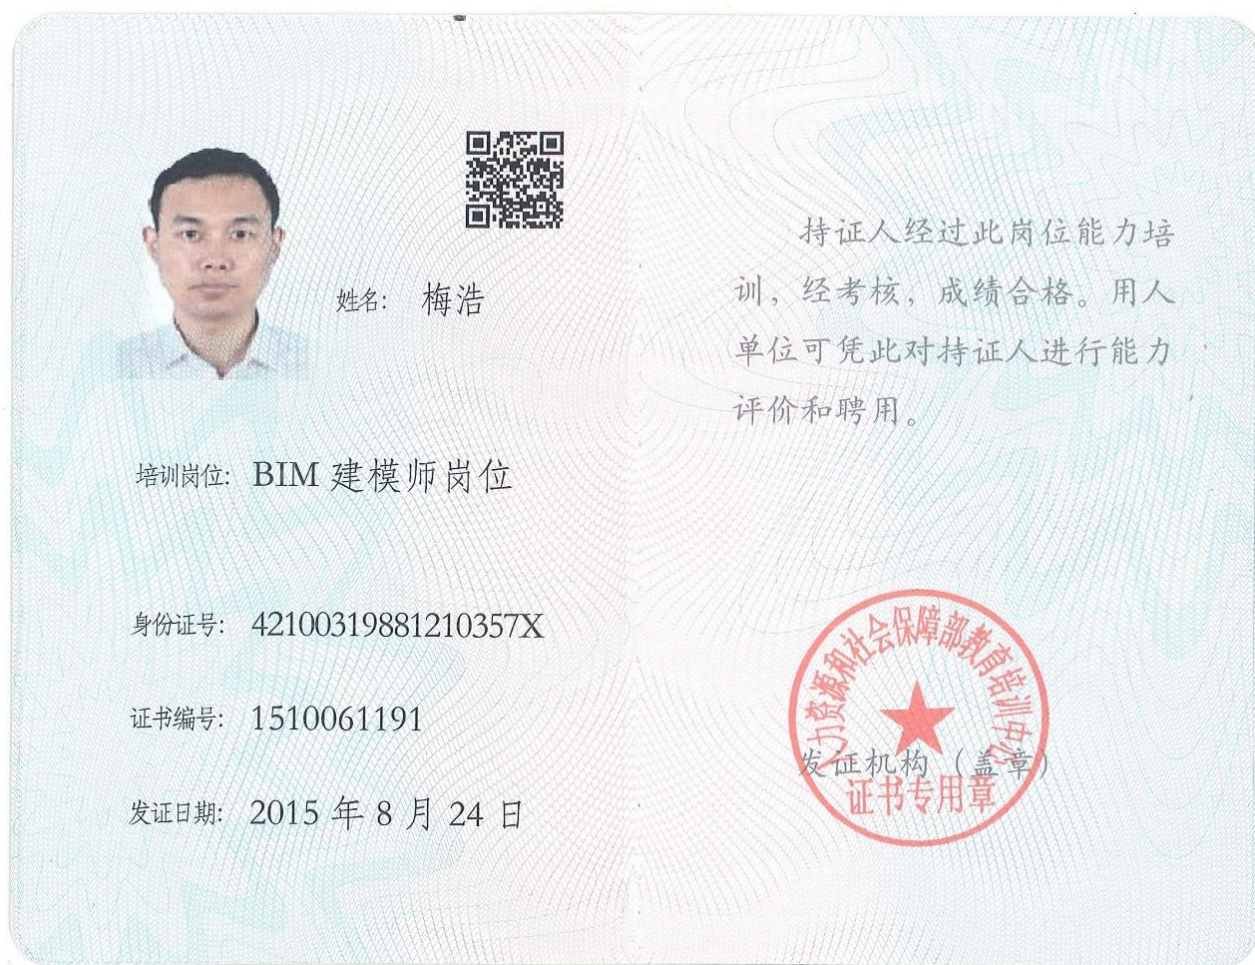 姓名： 梅浩
培训岗位： BIM 建模师岗位
身份证号： 42100319881210357X
证书编号： 1510061191
发证日期： 2015 年 8 月 24 日
持证人经过此岗位能力培
训，经考核，成绩合格。用人
单位可凭此对持证人进行能力
评价和聘用。
人力资源和社会保障部教育培训中心
发证机构（盖章）
证书专用章